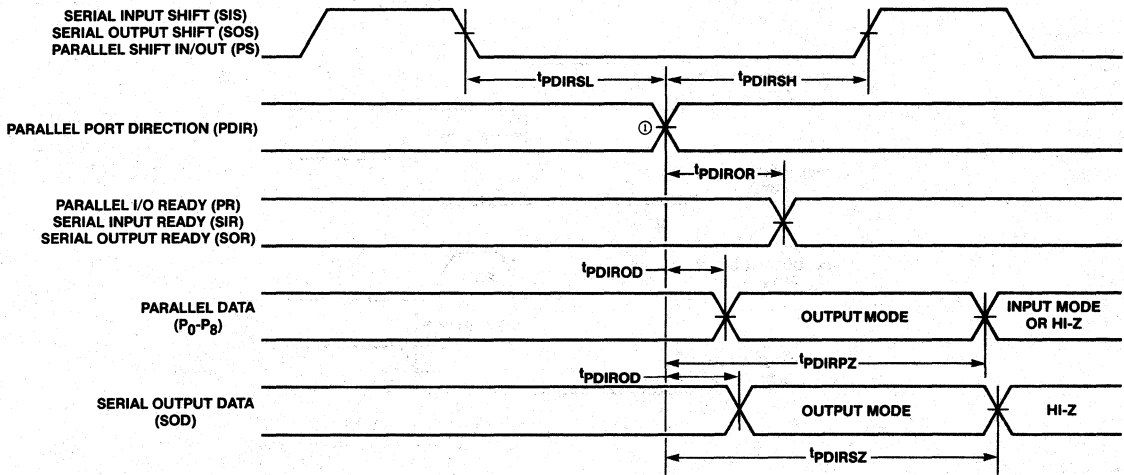 SERIAL INPUT SHIFT (SIS)
SERIAL OUTPUT SHIFT (SOS)
PARALLEL SHIFT IN/OUT (PS)
tPDIRSL
tPDIRSH
PARALLEL PORT DIRECTION (PDIR)
①
tPDIROR
PARALLEL I/O READY (PR)
SERIAL INPUT READY (SIR)
SERIAL OUTPUT READY (SOR)
tPDIROD
PARALLEL DATA
(P0-P8)
OUTPUT MODE
INPUT MODE
OR HI-Z
tPDIRPZ
tPDIROD
SERIAL OUTPUT DATA
(SOD)
OUTPUT MODE
HI-Z
tPDIRSZ